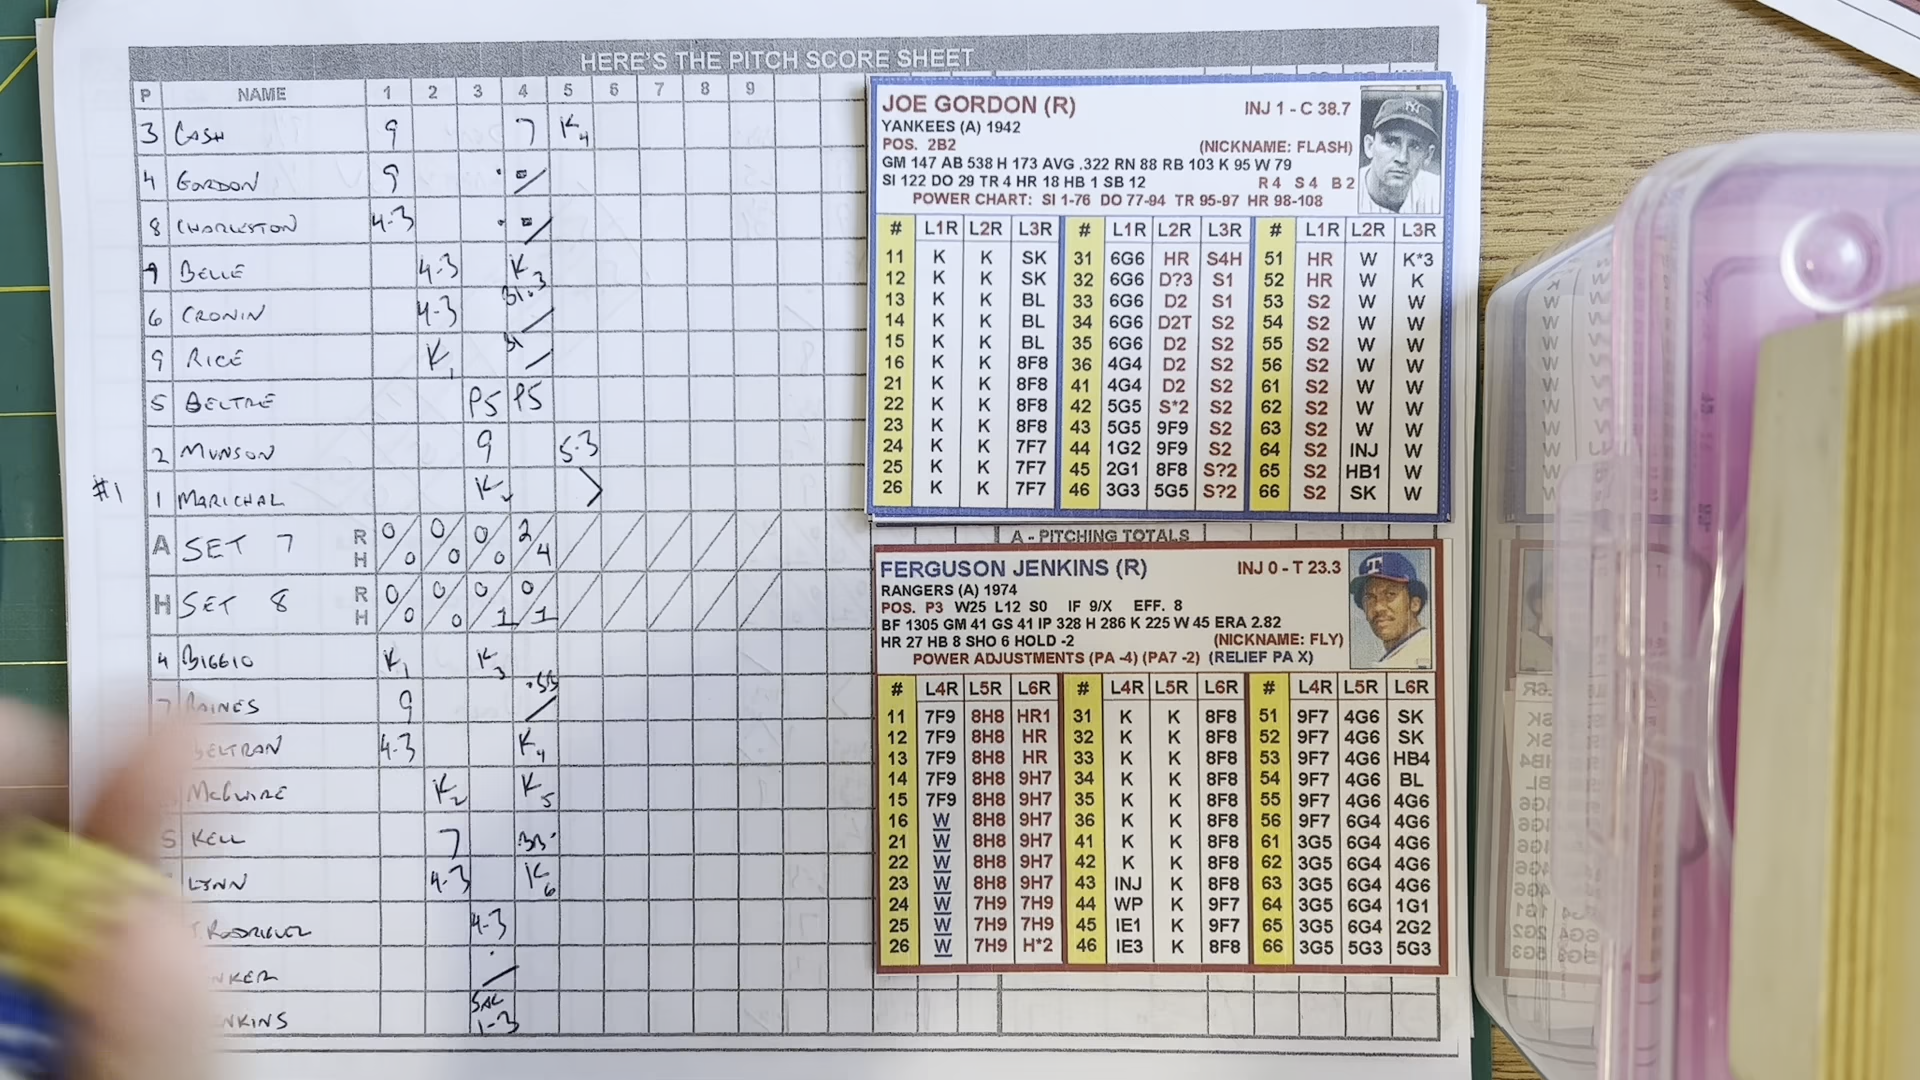 HERE'S THE PITCH SCORE SHEET
P NAME 1 2 3 4 5 6 7 8 9
3 CASH 9 7 K4
4 GORDON 9
8 CHARLESTON 4-3
9 BELLE 4-3 K3
6 CRONIN 4-3 BI
9 RICE K1 BI
5 BELTRE P5 P5
2 MUNSON 9 5-3
#1 1 MARICHAL K2
A SET 7 R H 0/0 0/0 0/0 2/4
H SET 8 R H 0/0 0/0 0/1 0/1
4 BIGGIO K1 K3
RAINES 9 SB
BELTRAN 4-3 K4
McGWIRE K2 K5
5 KELL 7 BB
LYNN 4-3 K6
RODRIGUEZ 4-3
NKER
NKINS SAC 1-3
JOE GORDON (R) INJ 1 - C 38.7
YANKEES (A) 1942
POS. 2B2 (NICKNAME: FLASH)
GM 147 AB 538 H 173 AVG .322 RN 88 RB 103 K 95 W 79
SI 122 DO 29 TR 4 HR 18 HB 1 SB 12 R 4 S 4 B 2
POWER CHART: SI 1-76 DO 77-94 TR 95-97 HR 98-108
# L1R L2R L3R # L1R L2R L3R # L1R L2R L3R
11 K K SK 31 6G6 HR S4H 51 HR W K*3
12 K K SK 32 6G6 D?3 S1 52 HR W K
13 K K BL 33 6G6 D2 S1 53 S2 W W
14 K K BL 34 6G6 D2T S2 54 S2 W W
15 K K BL 35 6G6 D2 S2 55 S2 W W
16 K K 8F8 36 4G4 D2 S2 56 S2 W W
21 K K 8F8 41 4G4 D2 S2 61 S2 W W
22 K K 8F8 42 5G5 S*2 S2 62 S2 W W
23 K K 8F8 43 5G5 9F9 S2 63 S2 W W
24 K K 7F7 44 1G2 9F9 S2 64 S2 INJ W
25 K K 7F7 45 2G1 8F8 S?2 65 S2 HB1 W
26 K K 7F7 46 3G3 5G5 S?2 66 S2 SK W
A - PITCHING TOTALS
FERGUSON JENKINS (R) INJ 0 - T 23.3
RANGERS (A) 1974
POS. P3 W25 L12 S0 IF 9/X EFF. 8
BF 1305 GM 41 GS 41 IP 328 H 286 K 225 W 45 ERA 2.82
HR 27 HB 8 SHO 6 HOLD -2 (NICKNAME: FLY)
POWER ADJUSTMENTS (PA -4) (PA7 -2) (RELIEF PA X)
# L4R L5R L6R # L4R L5R L6R # L4R L5R L6R
11 7F9 8H8 HR1 31 K K 8F8 51 9F7 4G6 SK
12 7F9 8H8 HR 32 K K 8F8 52 9F7 4G6 SK
13 7F9 8H8 HR 33 K K 8F8 53 9F7 4G6 HB4
14 7F9 8H8 9H7 34 K K 8F8 54 9F7 4G6 BL
15 7F9 8H8 9H7 35 K K 8F8 55 9F7 4G6 4G6
16 W 8H8 9H7 36 K K 8F8 56 9F7 6G4 4G6
21 W 8H8 9H7 41 K K 8F8 61 3G5 6G4 4G6
22 W 8H8 9H7 42 K K 8F8 62 3G5 6G4 4G6
23 W 8H8 9H7 43 INJ K 8F8 63 3G5 6G4 4G6
24 W 7H9 7H9 44 WP K 9F7 64 3G5 6G4 1G1
25 W 7H9 7H9 45 IE1 K 9F7 65 3G5 6G4 2G2
26 W 7H9 H*2 46 IE3 K 8F8 66 3G5 5G3 5G3